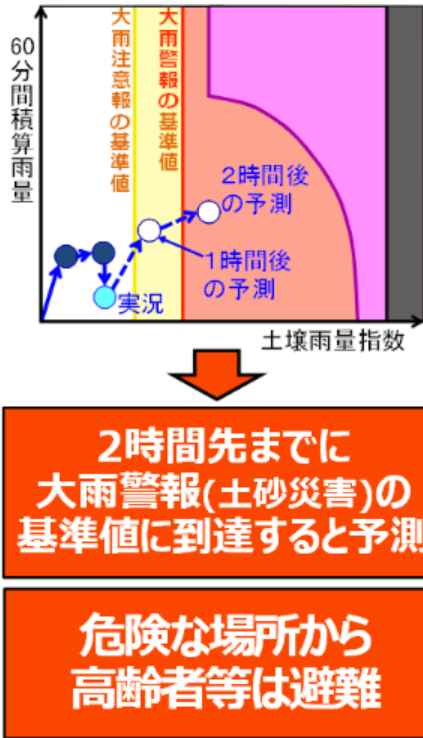 60分間積算雨量
大雨注意報の基準値
大雨警報の基準値
2時間後
の予測
1時間後
の予測
実況
土壌雨量指数
2時間先までに
大雨警報(土砂災害)の
基準値に到達すると予測
危険な場所から
高齢者等は避難